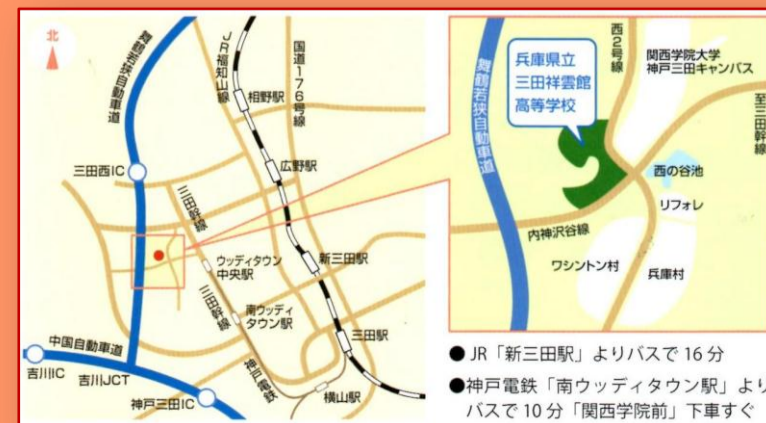 北
舞鶴若狭自動車道
JR福知山線
国道176号線
相野駅
広野駅
三田西IC
三田幹線
ウッディタウン
中央駅
新三田駅
三田幹線
南ウッディ
タウン駅
三田駅
中国自動車道
吉川IC
吉川JCT
神戸三田IC
神戸電鉄
横山駅
兵庫県立
三田祥雲館
高等学校
西2号線
関西学院大学
神戸三田キャンパス
舞鶴若狭自動車道
至三田幹線
西の谷池
リフォレ
内神沢谷線
ワシントン村
兵庫村
● JR「新三田駅」よりバスで 16 分
●神戸電鉄「南ウッディタウン駅」より
バスで 10 分「関西学院前」下車すぐ